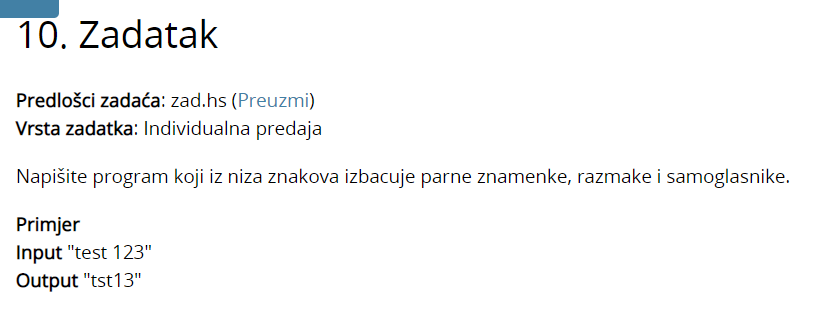 10. Zadatak
Predlošci zadaća: zad.hs (Preuzmi)
Vrsta zadatka: Individualna predaja
Napišite program koji iz niza znakova izbacuje parne znamenke, razmake i samoglasnike.
Primjer
Input "test 123"
Output "tst13"